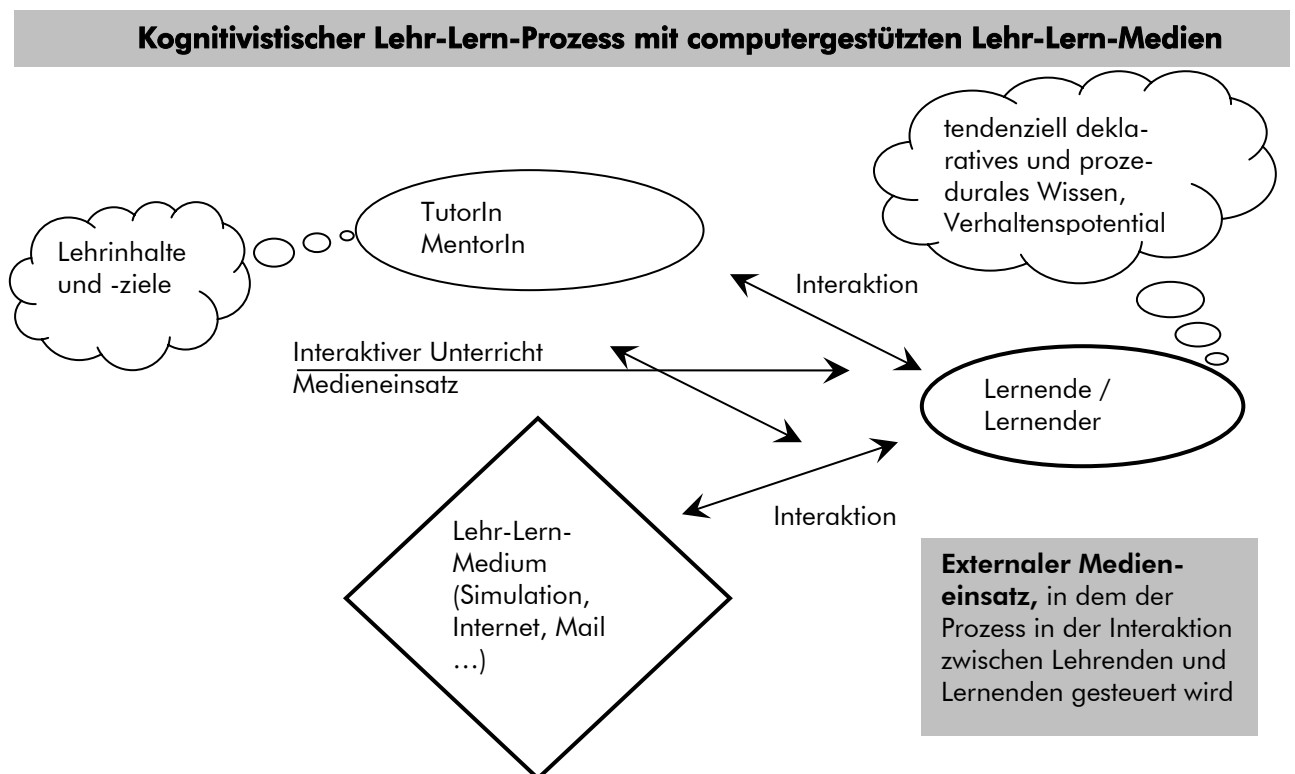 Kognitivistischer Lehr-Lern-Prozess mit computergestützten Lehr-Lern-Medien
tendenziell dekla-
ratives und proze-
durales Wissen,
Verhaltenspotential
TutorIn
MentorIn
Lehrinhalte
und -ziele
Interaktion
Interaktiver Unterricht
Medieneinsatz
Lernende /
Lernender
Interaktion
Lehr-Lern-
Medium
(Simulation,
Internet, Mail
…)
Externaler Medien-
einsatz, in dem der
Prozess in der Interaktion
zwischen Lehrenden und
Lernenden gesteuert wird